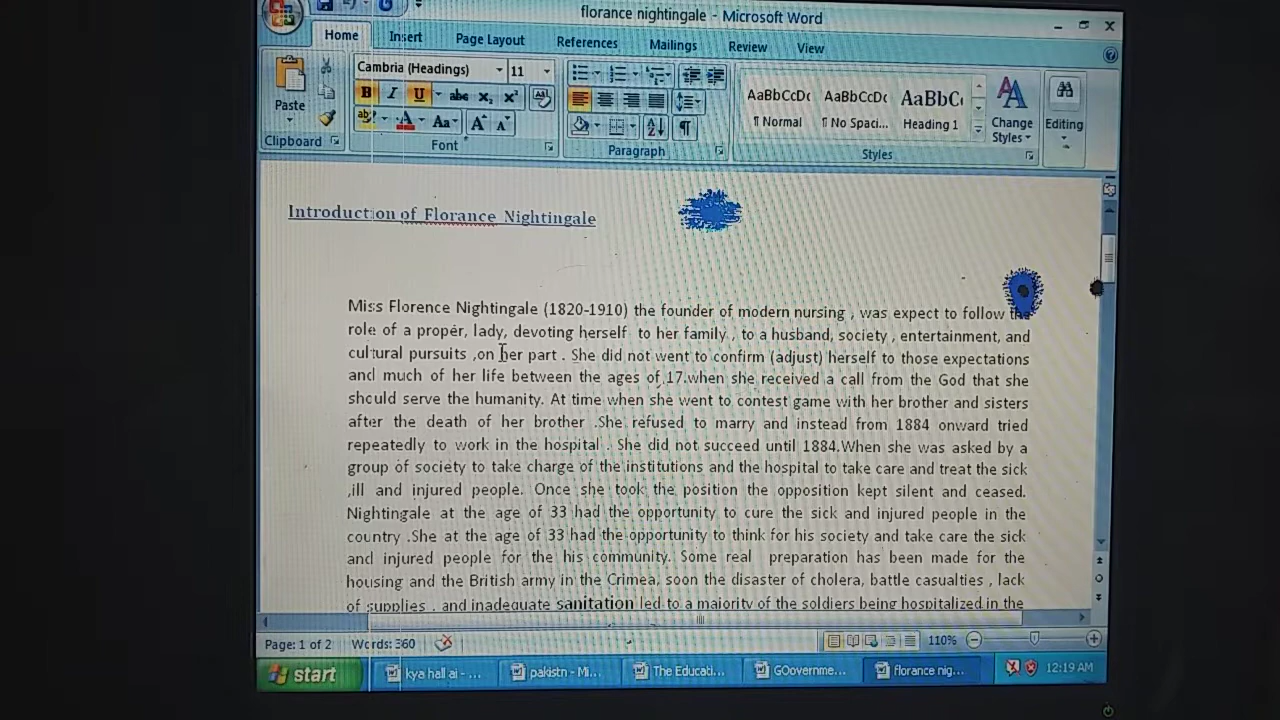 florance nightingale - Microsoft Word
Home Insert Page Layout References Mailings Review View
Cambria (Headings) 11
Paste
B I U abc X₂ X² Aa A A
AaBbCcDc AaBbCcDc AaBbC
¶ Normal ¶ No Spaci... Heading 1
Change Styles
Editing
Clipboard Font Paragraph Styles
Introduction of Florance Nightingale
Miss Florence Nightingale (1820-1910) the founder of modern nursing , was expect to follow the
role of a proper, lady, devoting herself to her family , to a husband, society , entertainment, and
cultural pursuits ,on her part . She did not went to confirm (adjust) herself to those expectations
and much of her life between the ages of 17.when she received a call from the God that she
should serve the humanity. At time when she went to contest game with her brother and sisters
after the death of her brother .She refused to marry and instead from 1884 onward tried
repeatedly to work in the hospital . She did not succeed until 1884.When she was asked by a
group of society to take charge of the institutions and the hospital to take care and treat the sick
,ill and injured people. Once she took the position the opposition kept silent and ceased.
Nightingale at the age of 33 had the opportunity to cure the sick and injured people in the
country .She at the age of 33 had the opportunity to think for his society and take care the sick
and injured people for the his community. Some real preparation has been made for the
housing and the British army in the Crimea, soon the disaster of cholera, battle casualties , lack
of supplies , and inadequate sanitation led to a majority of the soldiers being hospitalized in the
Page: 1 of 2 Words: 360 110%
start kya hall ai - ... pakistn - Mi... The Educati... GOovernme... florance nig... 12:19 AM